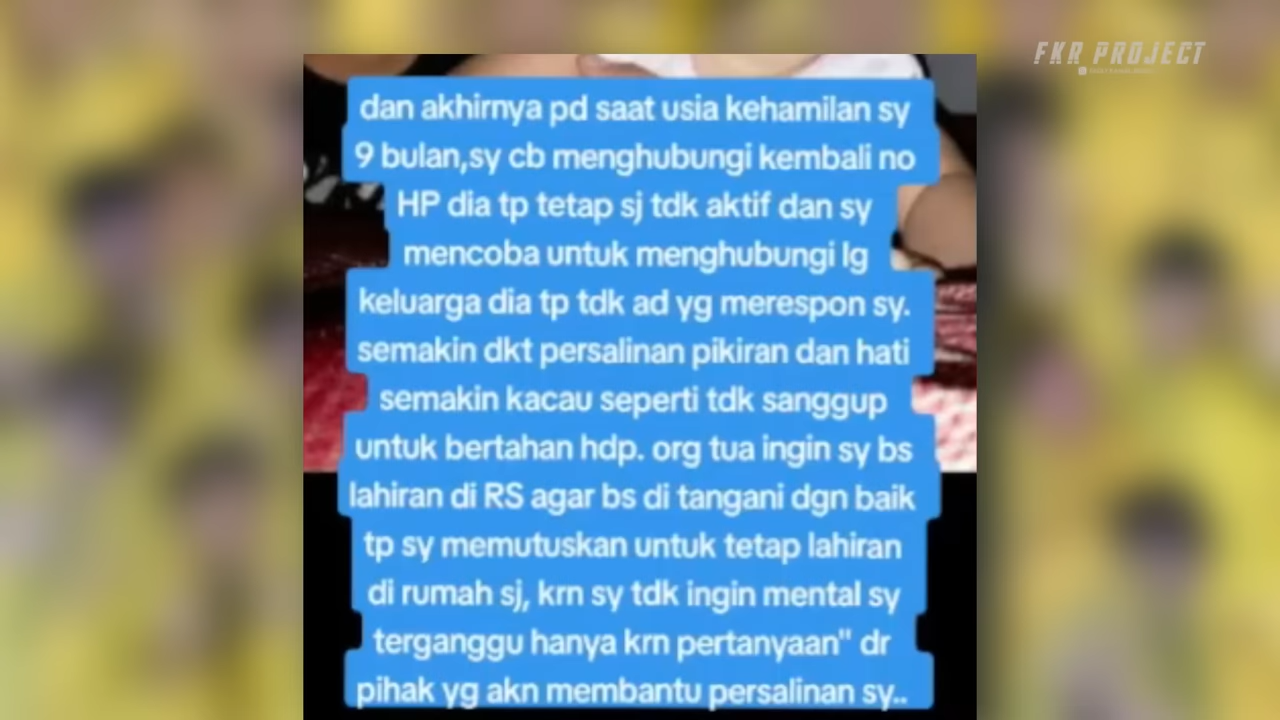 FKR PROJECT
dan akhirnya pd saat usia kehamilan sy
9 bulan,sy cb menghubungi kembali no
HP dia tp tetap sj tdk aktif dan sy
mencoba untuk menghubungi lg
keluarga dia tp tdk ad yg merespon sy.
semakin dkt persalinan pikiran dan hati
semakin kacau seperti tdk sanggup
untuk bertahan hdp. org tua ingin sy bs
lahiran di RS agar bs di tangani dgn baik
tp sy memutuskan untuk tetap lahiran
di rumah sj, krn sy tdk ingin mental sy
terganggu hanya krn pertanyaan" dr
pihak yg akn membantu persalinan sy..